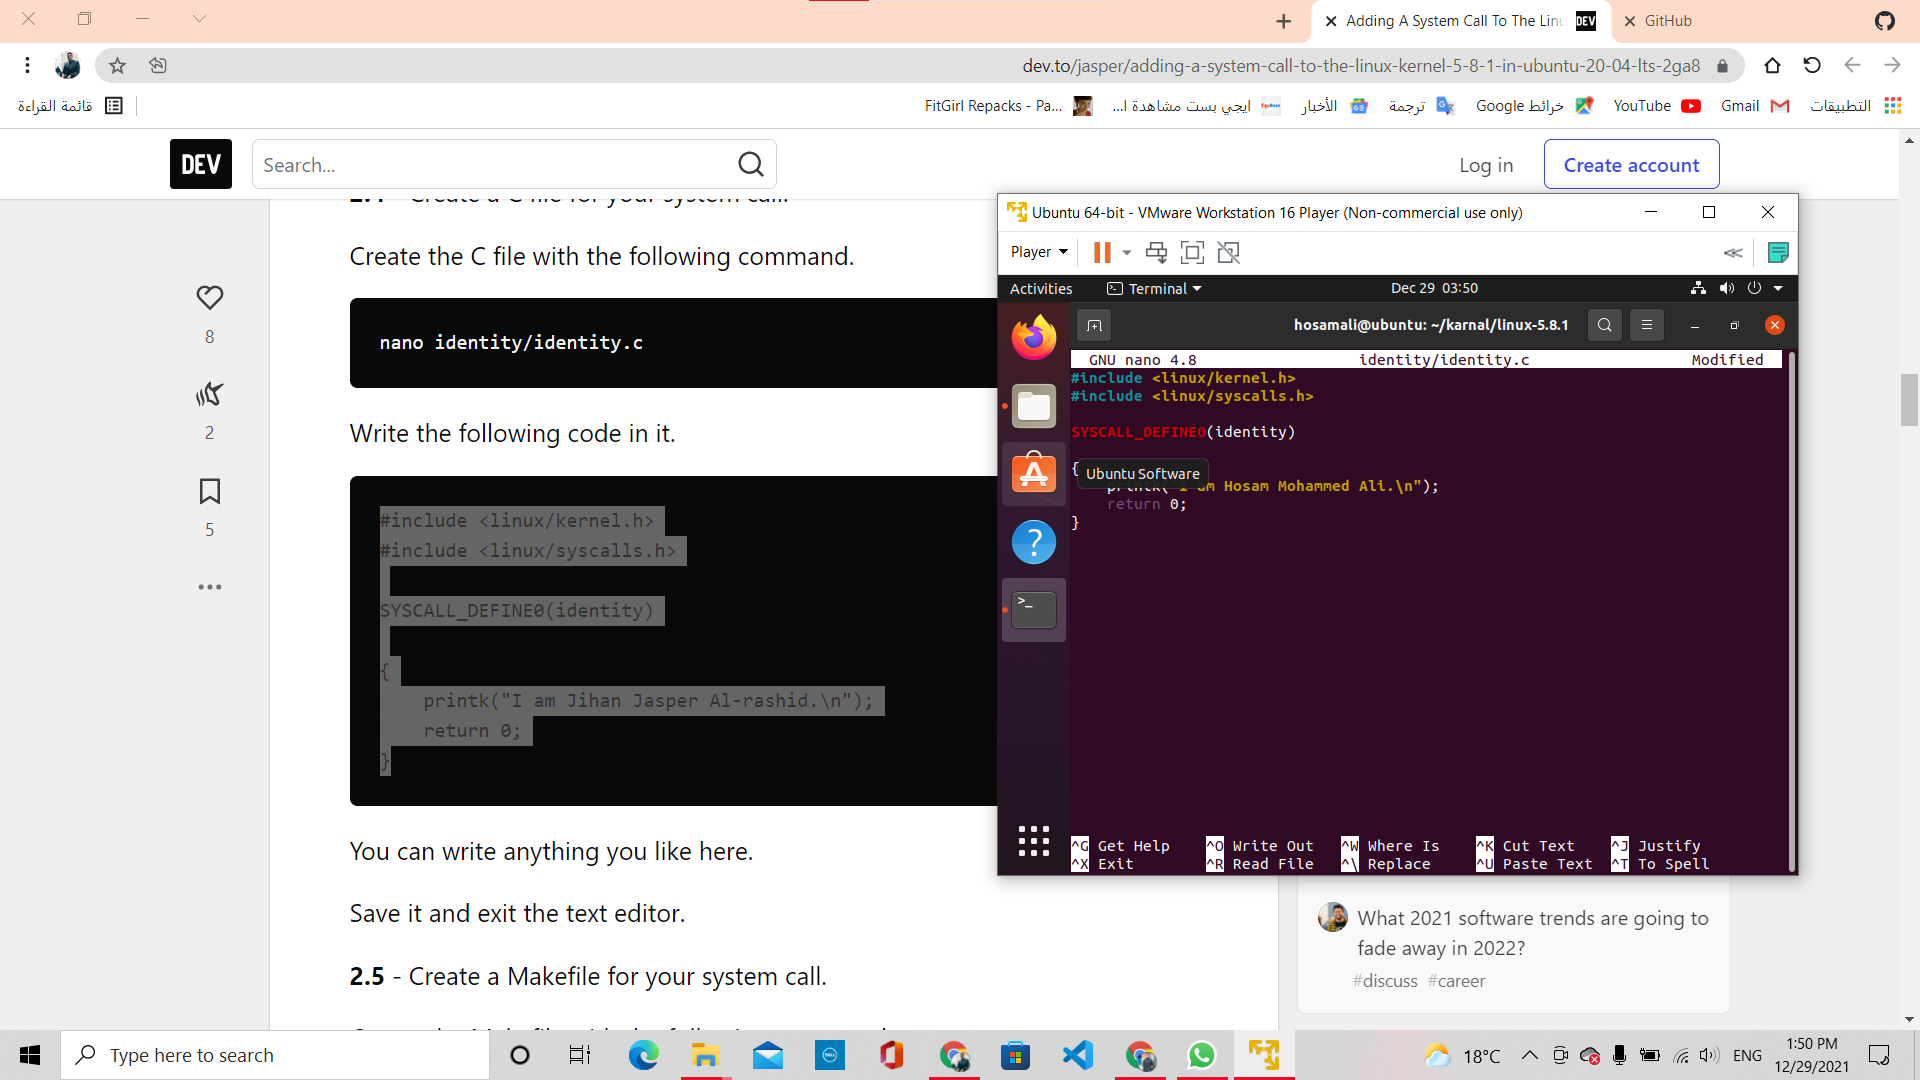 Adding A System Call To The Linu
DEV
GitHub
dev.to/jasper/adding-a-system-call-to-the-linux-kernel-5-8-1-in-ubuntu-20-04-lts-2ga8
قائمة القراءة
FitGirl Repacks - Pa...
ايجي بست مشاهدة ا...
الأخبار
ترجمة
خرائط Google
YouTube
Gmail
التطبيقات
DEV
Search...
Log in
Create account
Create the C file with the following command.
nano identity/identity.c
Write the following code in it.
#include <linux/kernel.h>
#include <linux/syscalls.h>
SYSCALL_DEFINE0(identity)
{
printk("I am Jihan Jasper Al-rashid.\n");
return 0;
}
You can write anything you like here.
Save it and exit the text editor.
2.5 - Create a Makefile for your system call.
8
2
5
Ubuntu 64-bit - VMware Workstation 16 Player (Non-commercial use only)
Player
Activities
Terminal
Dec 29 03:50
hosamali@ubuntu: ~/karnal/linux-5.8.1
GNU nano 4.8 identity/identity.c Modified
#include <linux/kernel.h>
#include <linux/syscalls.h>
SYSCALL_DEFINE0(identity)
{
Ubuntu Software
am Hosam Mohammed Ali.\n");
return 0;
}
^G Get Help ^O Write Out ^W Where Is ^K Cut Text ^J Justify
^X Exit ^R Read File ^\ Replace ^U Paste Text ^T To Spell
What 2021 software trends are going to
fade away in 2022?
#discuss #career
Type here to search
18°C
ENG
1:50 PM
12/29/2021